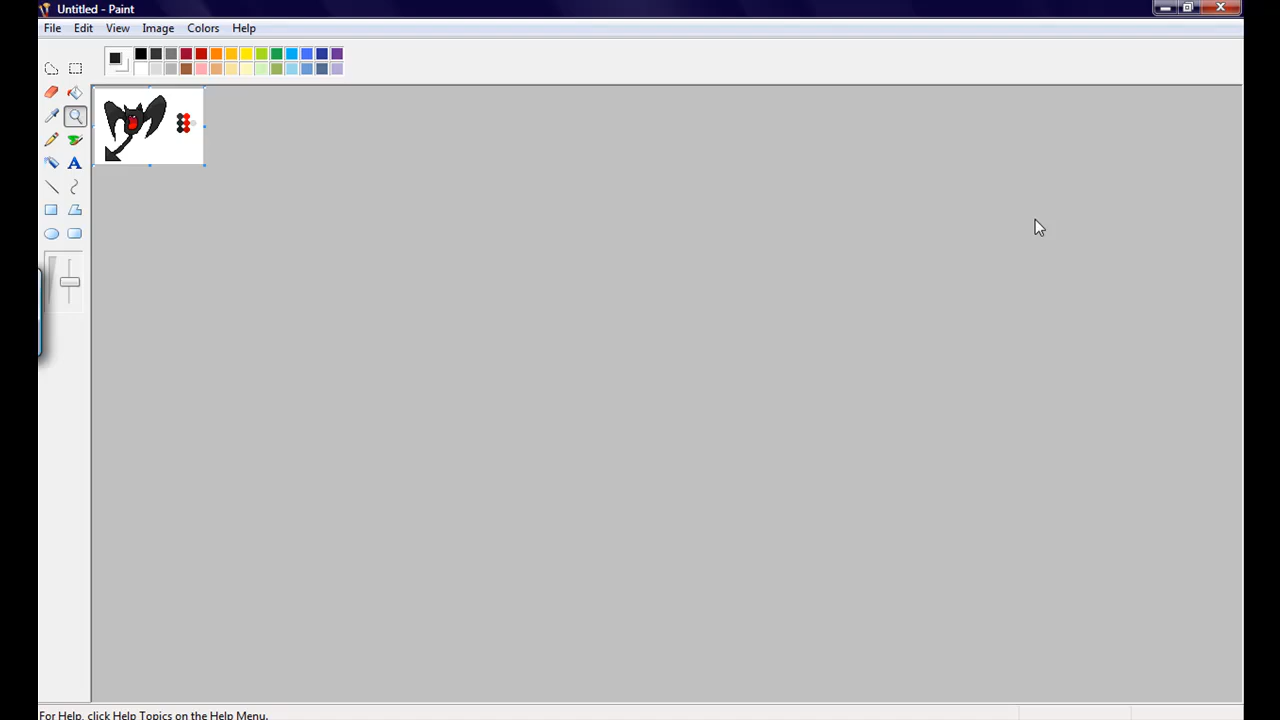 Untitled - Paint
File Edit View Image Colors Help
A
For Help, click Help Topics on the Help Menu.